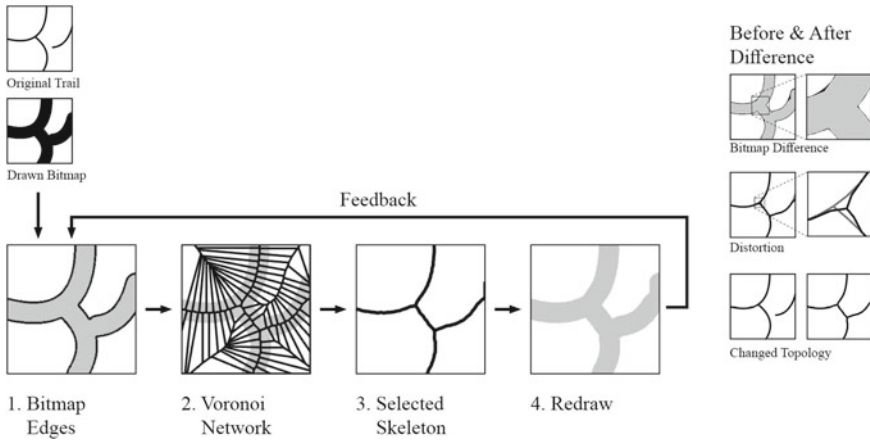 Original Trail
Drawn Bitmap
Feedback
1. Bitmap
Edges
2. Voronoi
Network
3. Selected
Skeleton
4. Redraw
Before & After
Difference
Bitmap Difference
Distortion
Changed Topology